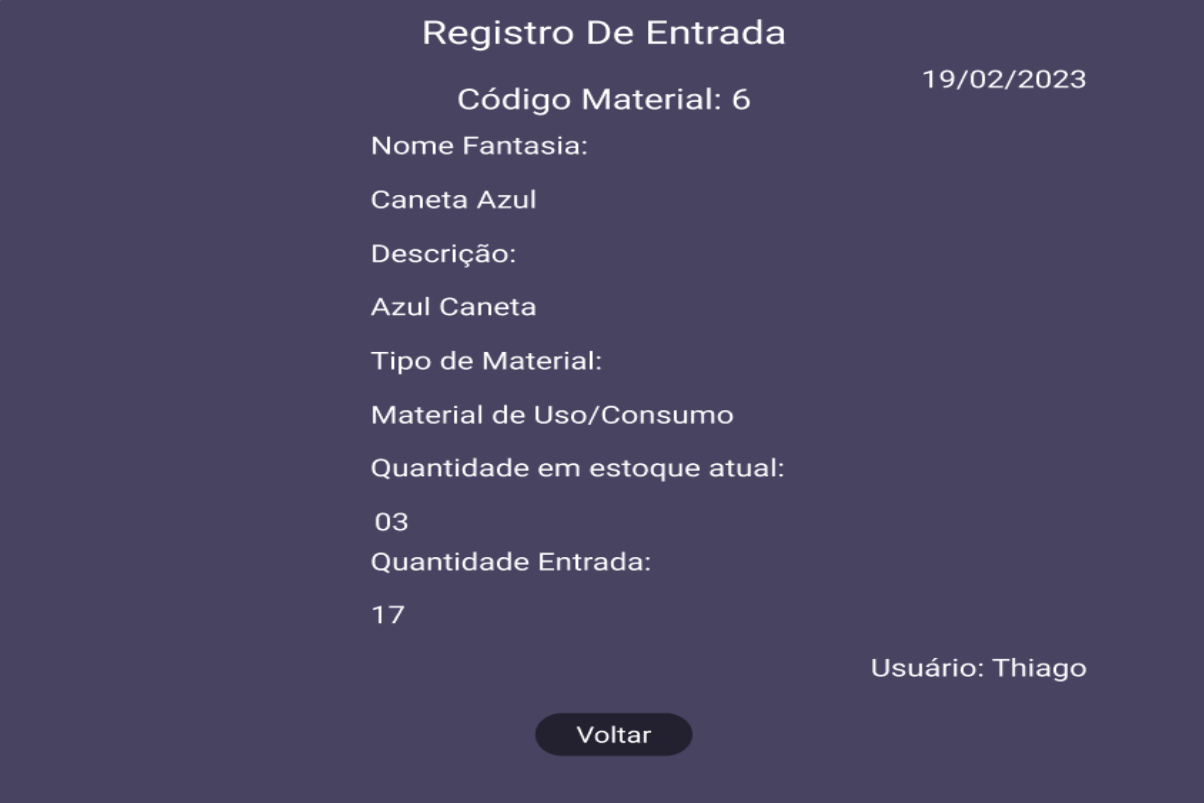 Registro De Entrada
19/02/2023
Código Material: 6
Nome Fantasia:
Caneta Azul
Descrição:
Azul Caneta
Tipo de Material:
Material de Uso/Consumo
Quantidade em estoque atual:
03
Quantidade Entrada:
17
Usuário: Thiago
Voltar